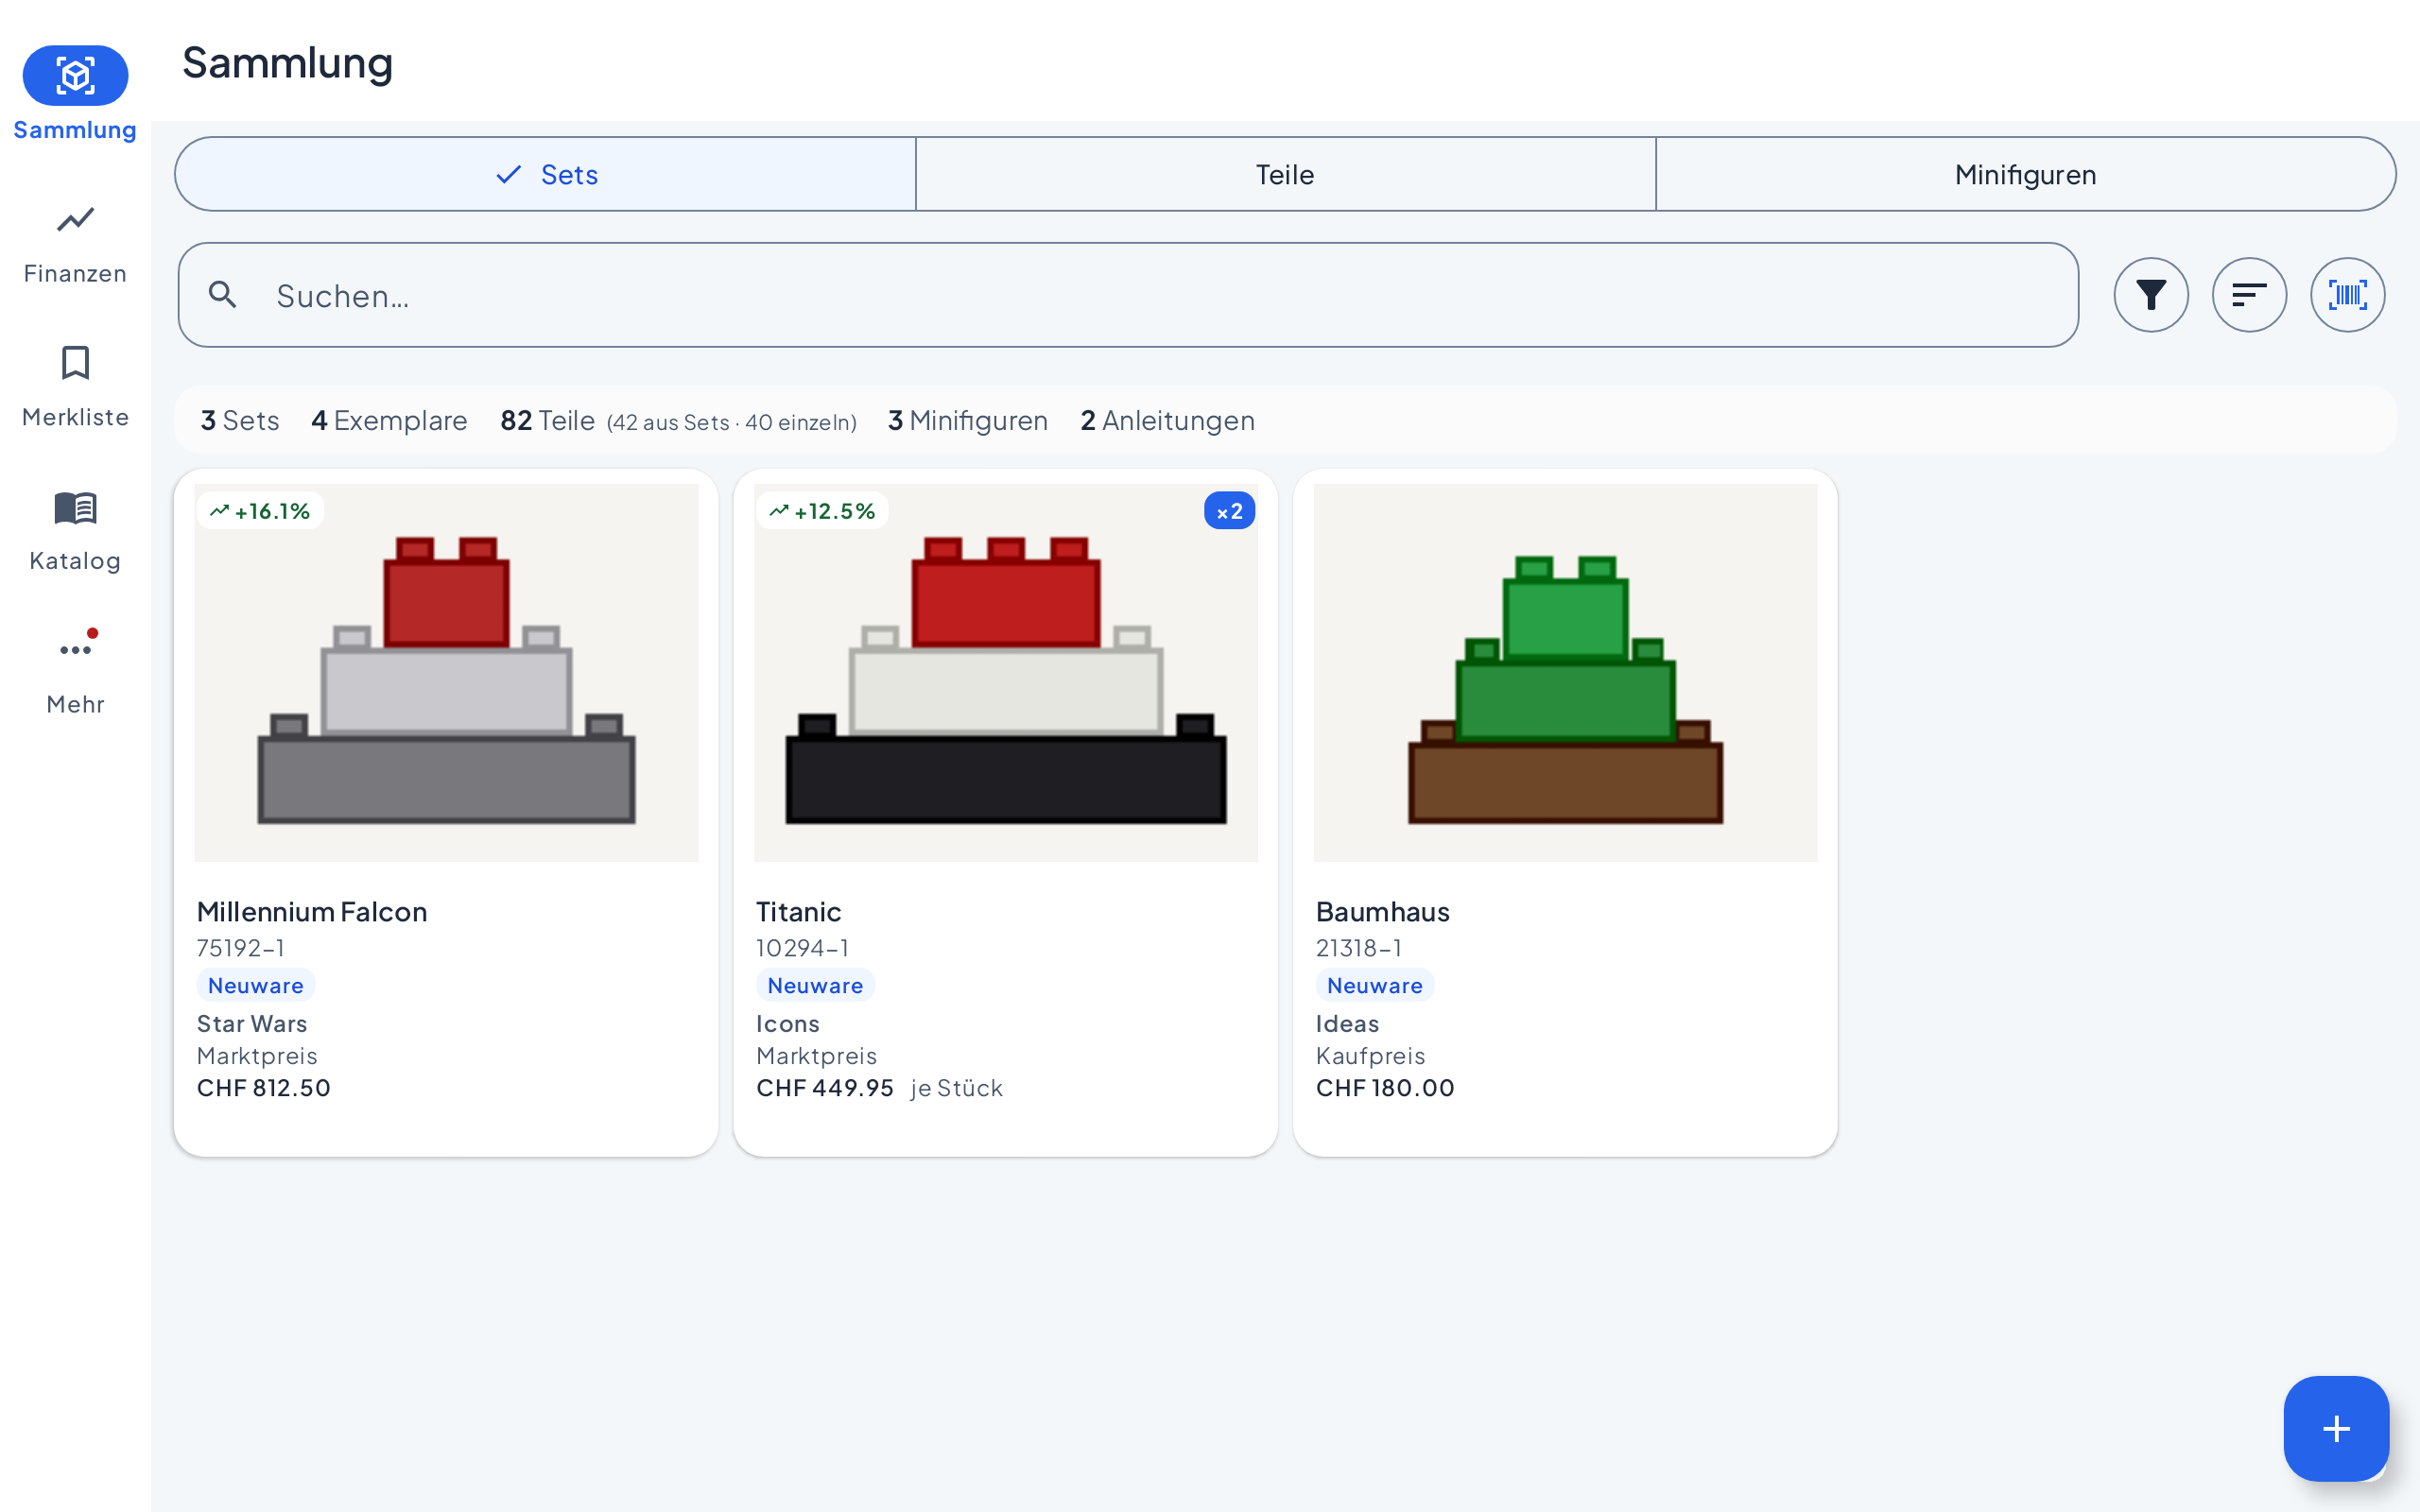 Sammlung
Sammlung
Finanzen
Merkliste
Katalog
Mehr
Sets
Teile
Minifiguren
Suchen...
3 Sets 4 Exemplare 82 Teile (42 aus Sets · 40 einzeln) 3 Minifiguren 2 Anleitungen
+16.1%
Millennium Falcon
75192-1
Neuware
Star Wars
Marktpreis
CHF 812.50
+12.5%
×2
Titanic
10294-1
Neuware
Icons
Marktpreis
CHF 449.95 je Stück
Baumhaus
21318-1
Neuware
Ideas
Kaufpreis
CHF 180.00